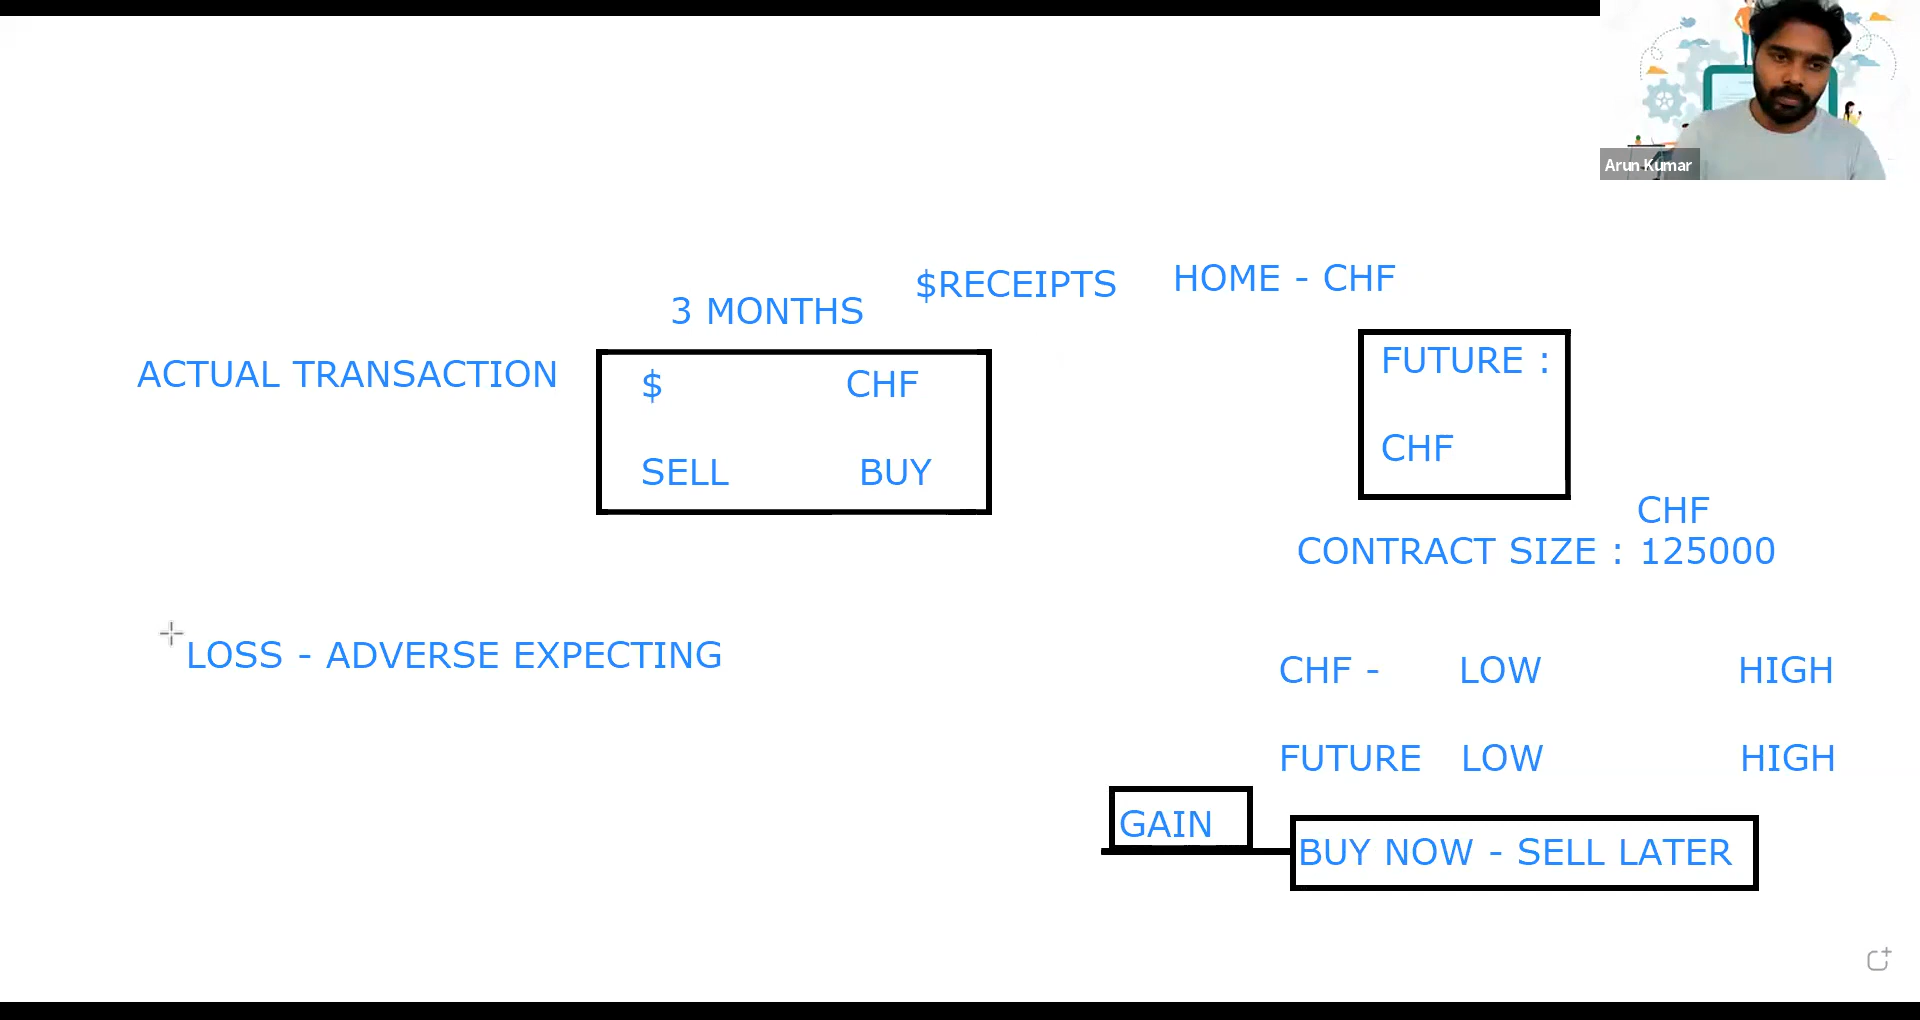 Arun Kumar
$RECEIPTS HOME - CHF
3 MONTHS
ACTUAL TRANSACTION
$ CHF
SELL BUY
FUTURE :
CHF
CHF
CONTRACT SIZE : 125000
LOSS - ADVERSE EXPECTING
CHF - LOW HIGH
FUTURE LOW HIGH
GAIN
BUY NOW - SELL LATER